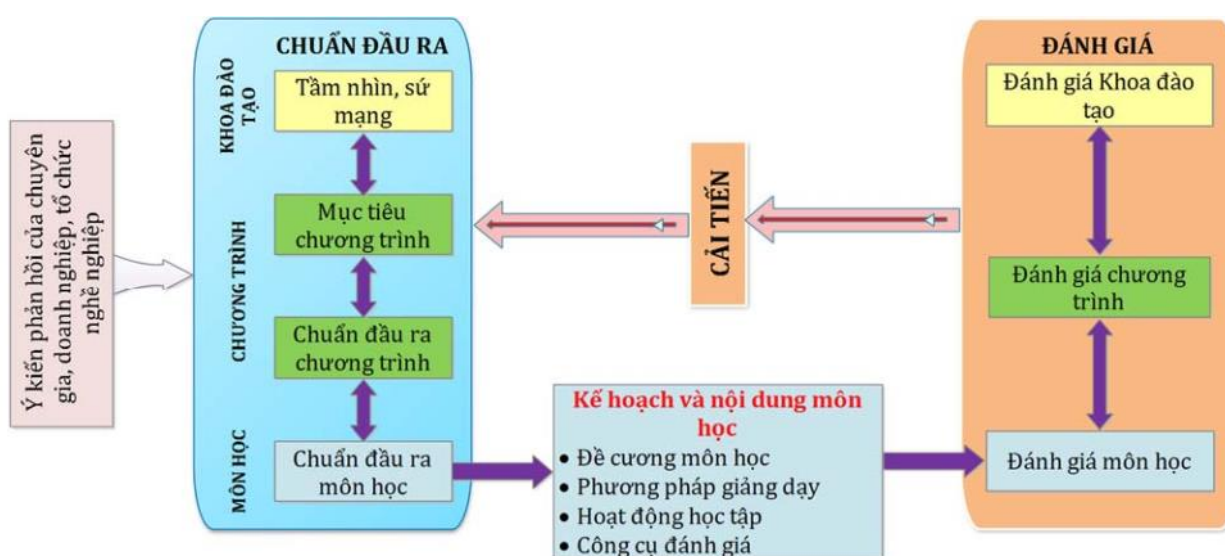 Ý kiến phản hồi của chuyên
gia, doanh nghiệp, tổ chức
nghề nghiệp
CHUẨN ĐẦU RA
KHOA ĐÀO
TẠO
Tầm nhìn, sứ
mạng
CHƯƠNG TRÌNH
Mục tiêu
chương trình
Chuẩn đầu ra
chương trình
MÔN HỌC
Chuẩn đầu ra
môn học
CẢI TIẾN
Kế hoạch và nội dung môn
học
• Đề cương môn học
• Phương pháp giảng dạy
• Hoạt động học tập
• Công cụ đánh giá
ĐÁNH GIÁ
Đánh giá Khoa đào
tạo
Đánh giá chương
trình
Đánh giá môn học